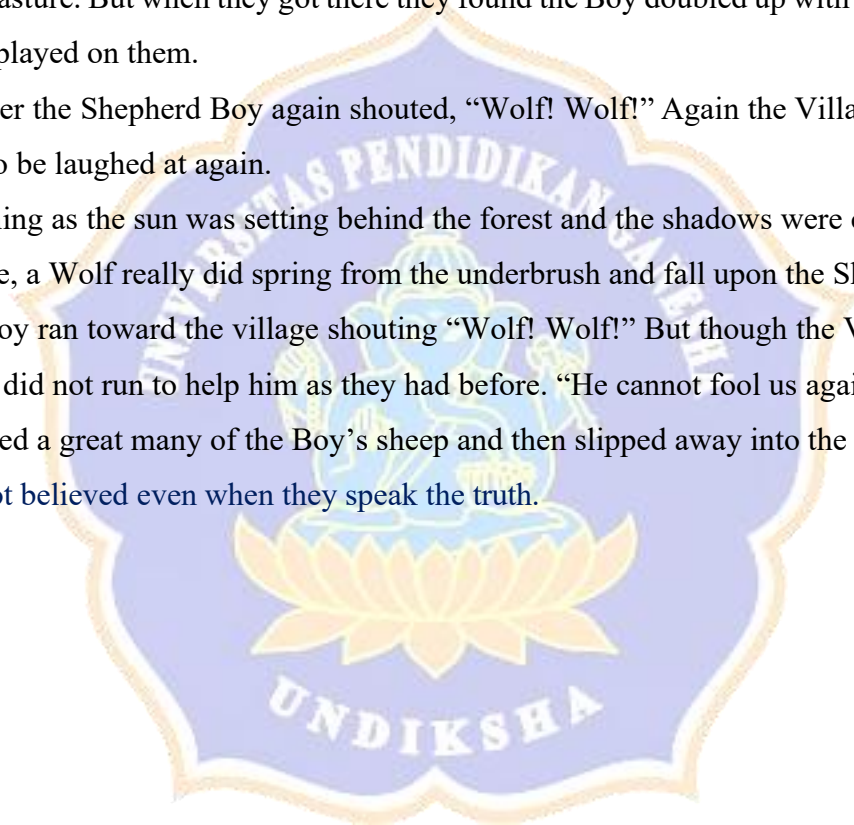 asture. But when they got there they found the Boy doubled up with
played on them.
er the Shepherd Boy again shouted, “Wolf! Wolf!” Again the Villa
o be laughed at again.
ing as the sun was setting behind the forest and the shadows were
e, a Wolf really did spring from the underbrush and fall upon the Sh
oy ran toward the village shouting “Wolf! Wolf!” But though the V
did not run to help him as they had before. “He cannot fool us agai
ed a great many of the Boy’s sheep and then slipped away into the
ot believed even when they speak the truth.
UNIVERSITAS PENDIDIKAN GANESHA
UNDIKSHA